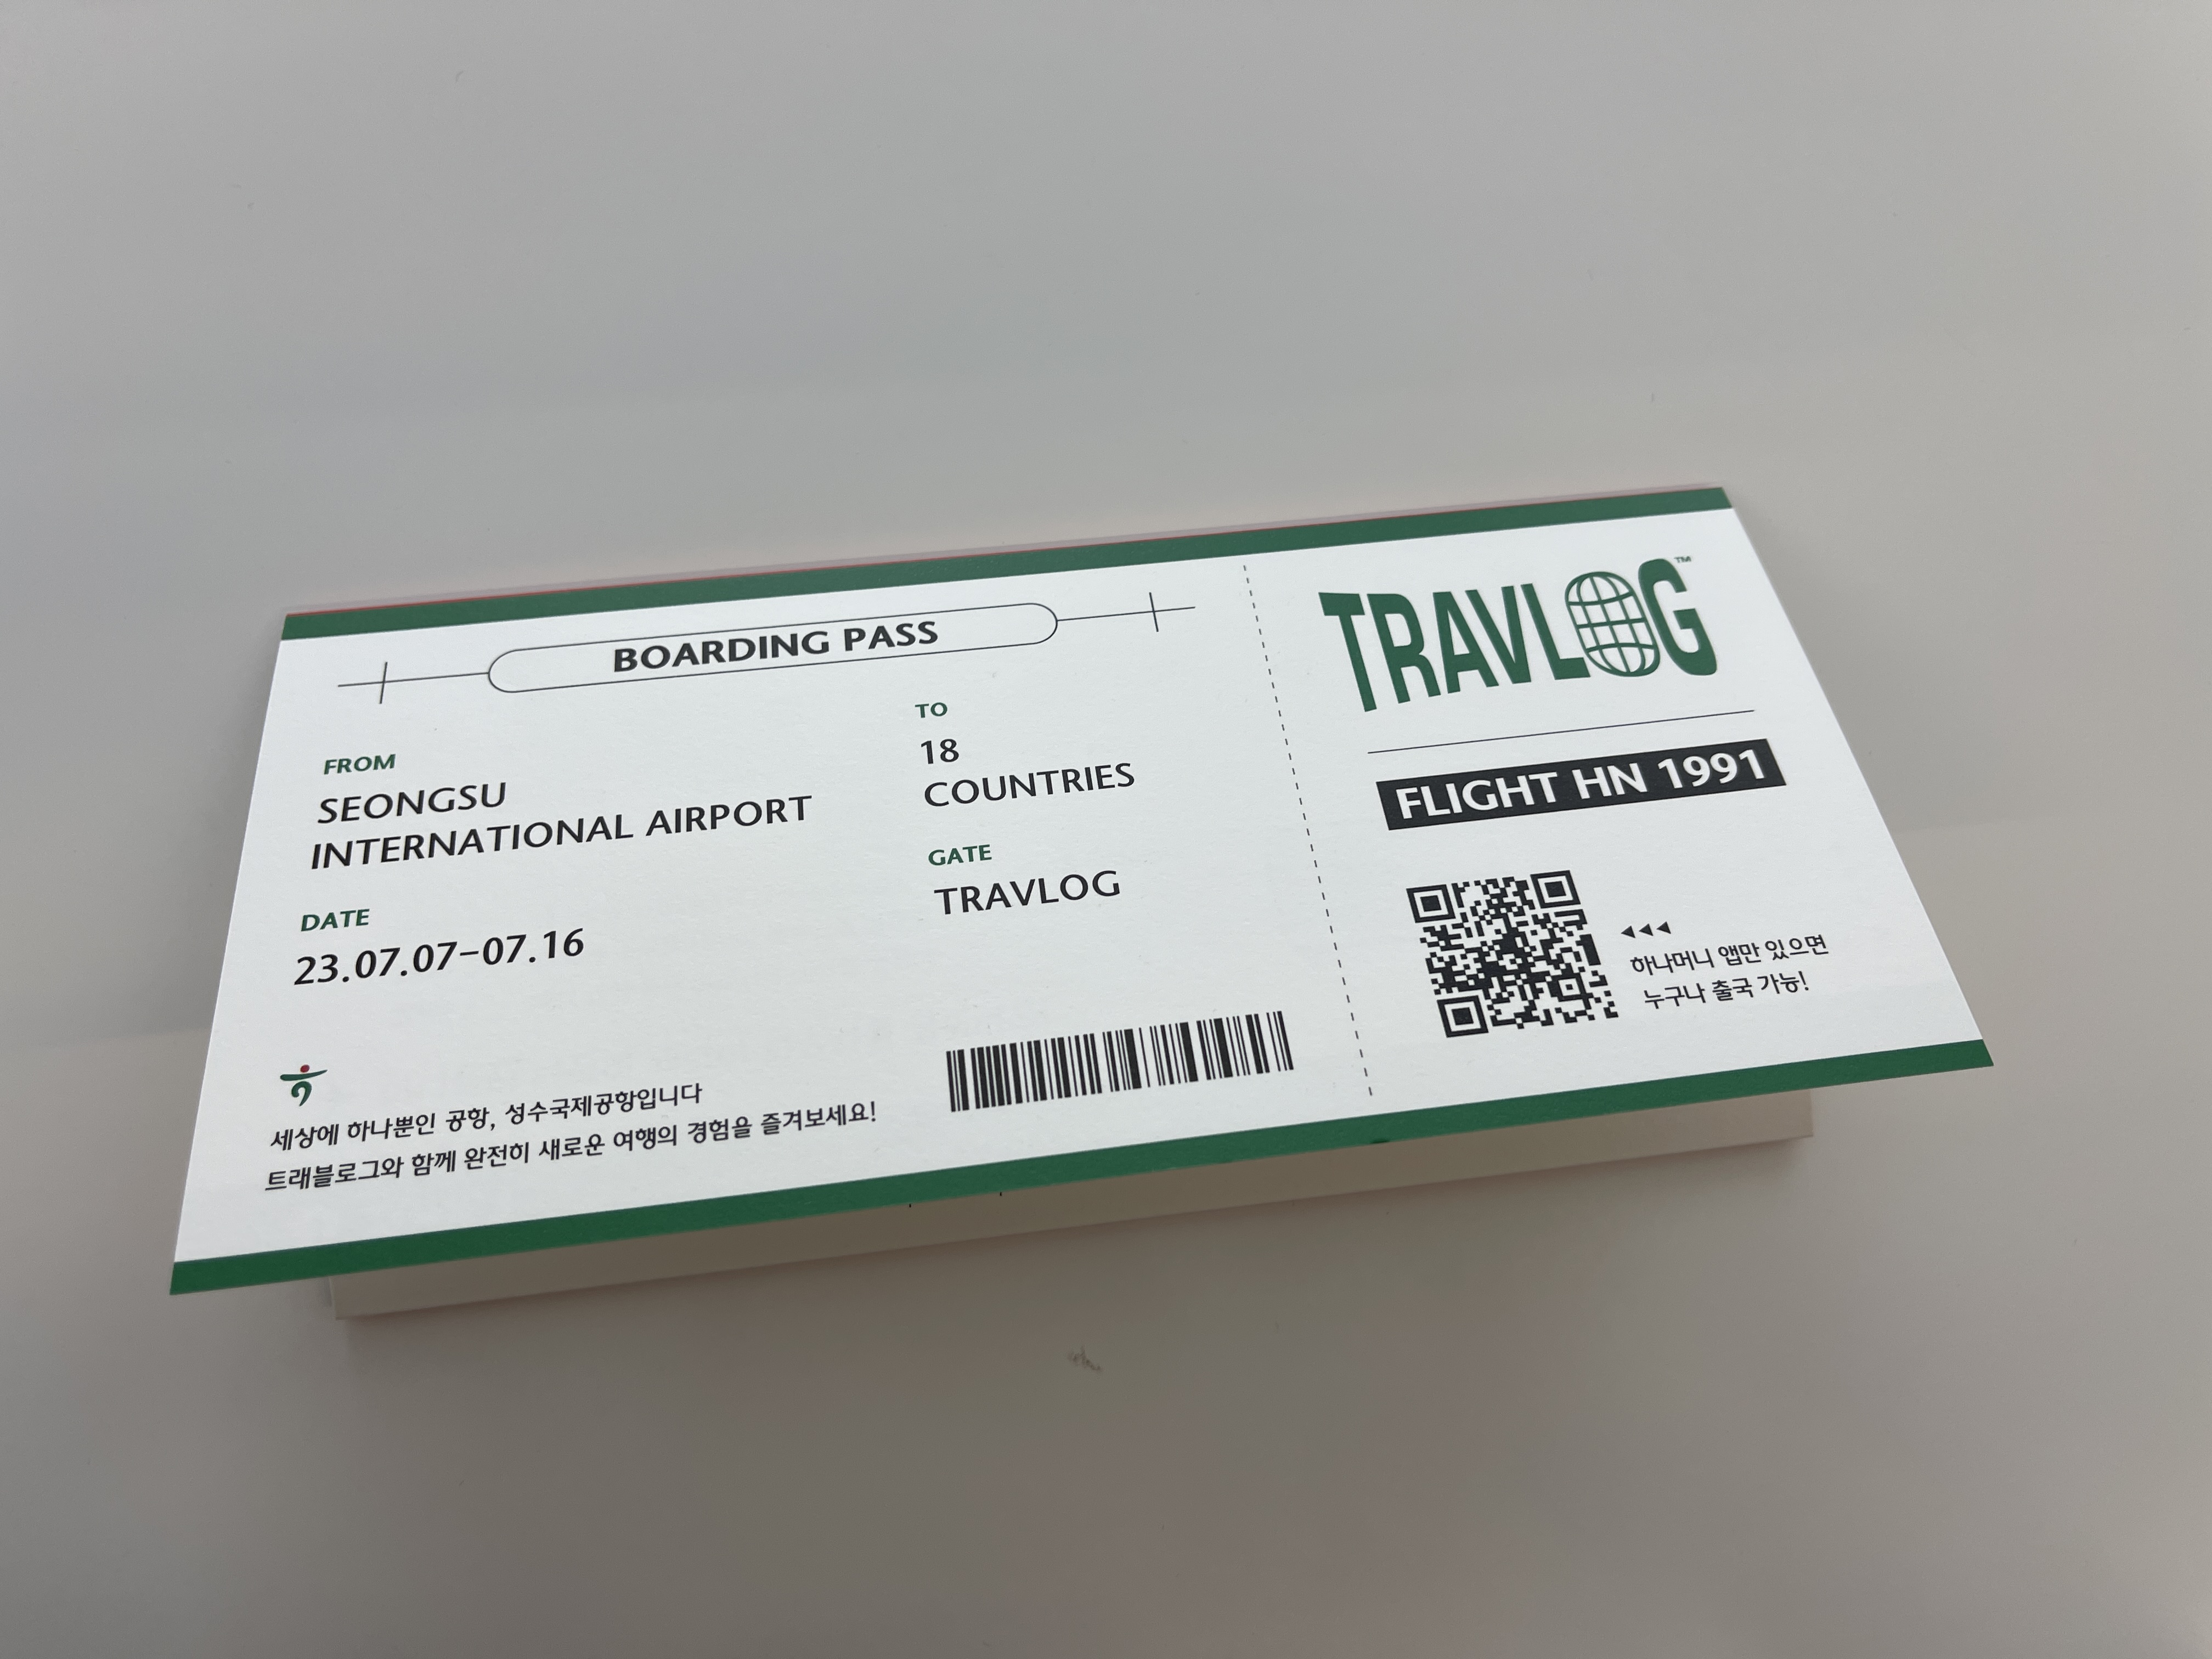 BOARDING PASS
FROM
SEONGSU
INTERNATIONAL AIRPORT
DATE
23.07.07-07.16
TO
18
COUNTRIES
GATE
TRAVLOG
세상에 하나뿐인 공항, 성수국제공항입니다
트래블로그와 함께 완전히 새로운 여행의 경험을 즐겨보세요!
TRAVLOG™
FLIGHT HN 1991
◀◀◀
하나머니 앱만 있으면
누구나 출국 가능!